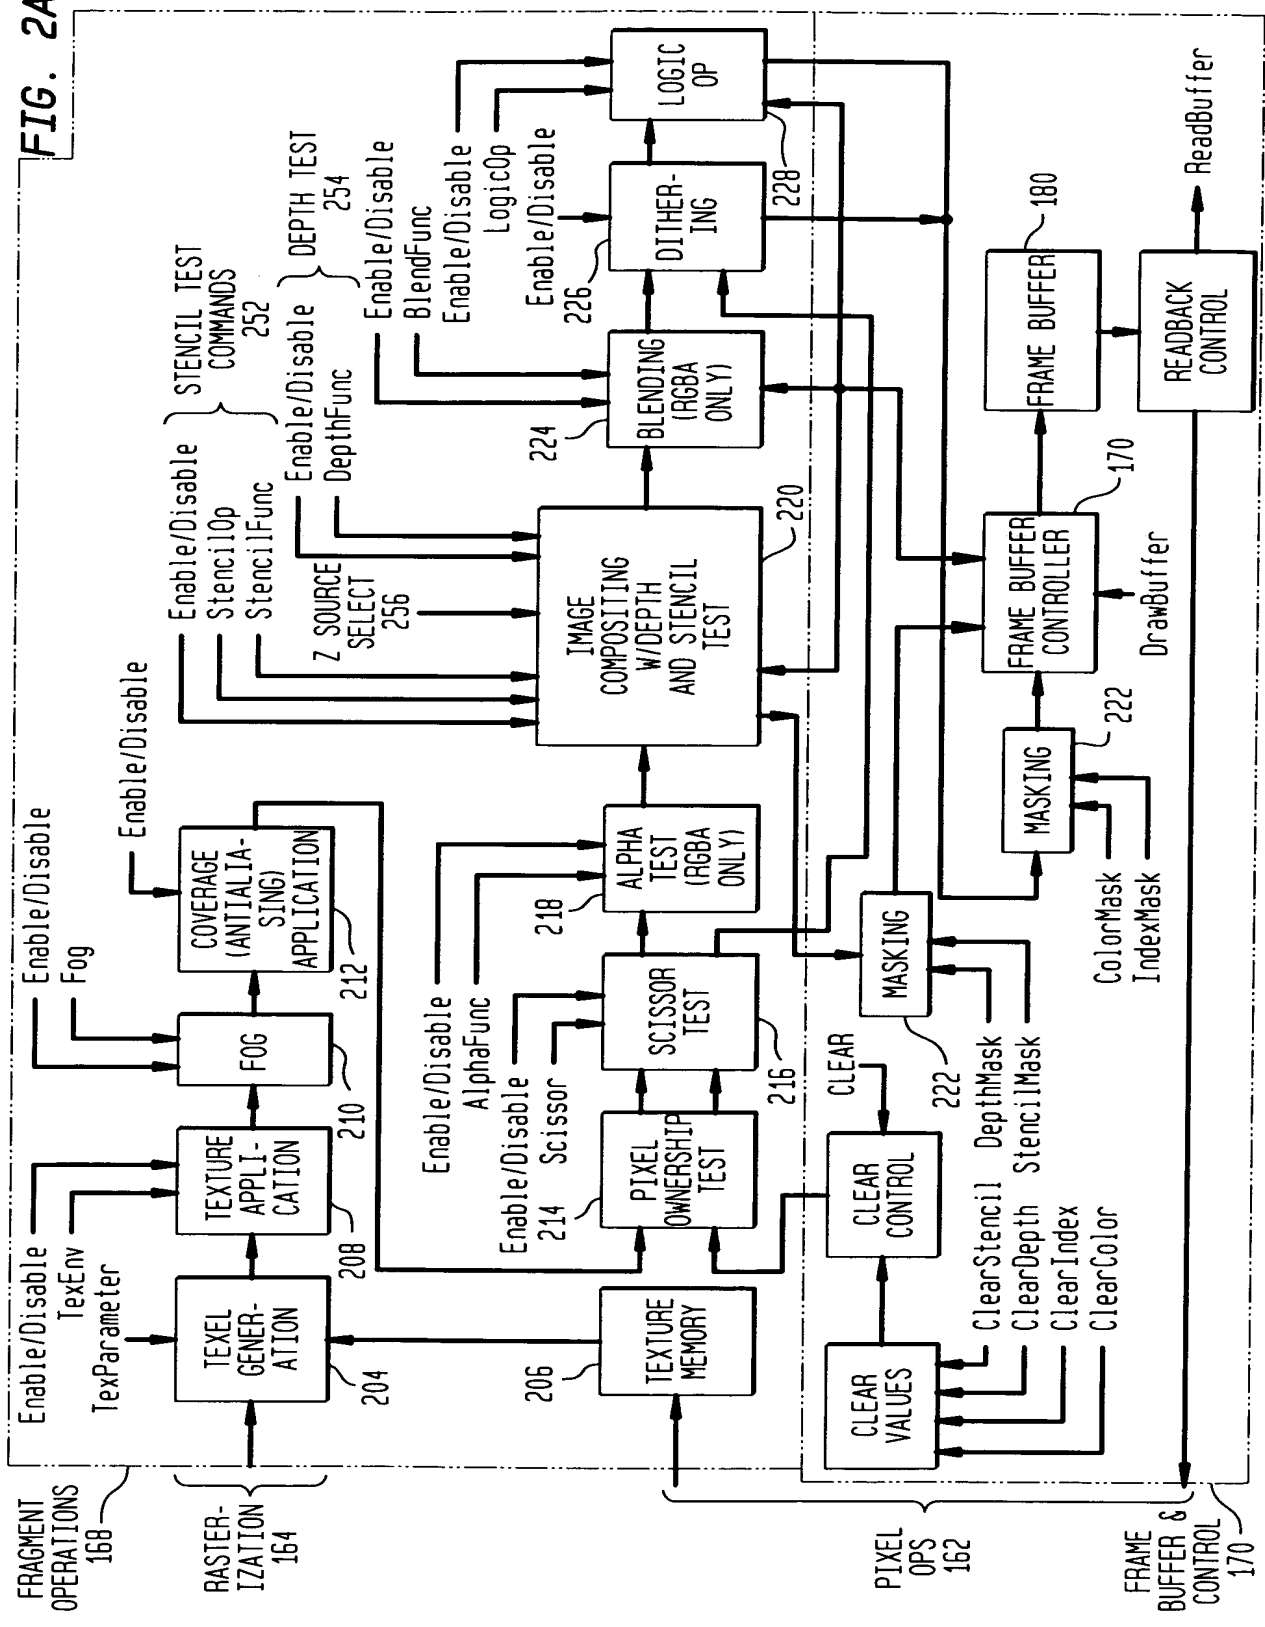 FIG. 2A
FRAGMENT
OPERATIONS
168
RASTER-
IZATION
164
Enable/Disable
TexEnv
TexParameter
TEXEL
GENER-
ATION
204
TEXTURE
APPLI-
CATION
208
Enable/Disable
Fog
FOG
210
Enable/Disable
COVERAGE
(ANTIALIA-
SING)
APPLICATION
212
STENCIL TEST
COMMANDS
252
Enable/Disable
StencilOp
StencilFunc
DEPTH TEST
254
Enable/Disable
DepthFunc
Z SOURCE
SELECT
256
Enable/Disable
BlendFunc
Enable/Disable
LogicOp
Enable/Disable
Enable/Disable
AlphaFunc
Enable/Disable
Scissor
TEXTURE
MEMORY
206
PIXEL
OWNERSHIP
TEST
214
SCISSOR
TEST
216
ALPHA
TEST
(RGBA
ONLY)
218
IMAGE
COMPOSITING
W/DEPTH
AND STENCIL
TEST
220
BLENDING
(RGBA
ONLY)
224
DITHER-
ING
226
LOGIC
OP
228
PIXEL
OPS
162
CLEAR
VALUES
CLEAR
CONTROL
CLEAR
MASKING
222
ClearStencil
ClearDepth
ClearIndex
ClearColor
DepthMask
StencilMask
MASKING
222
ColorMask
IndexMask
FRAME BUFFER
CONTROLLER
170
DrawBuffer
FRAME BUFFER
180
READBACK
CONTROL
ReadBuffer
FRAME
BUFFER &
CONTROL
170